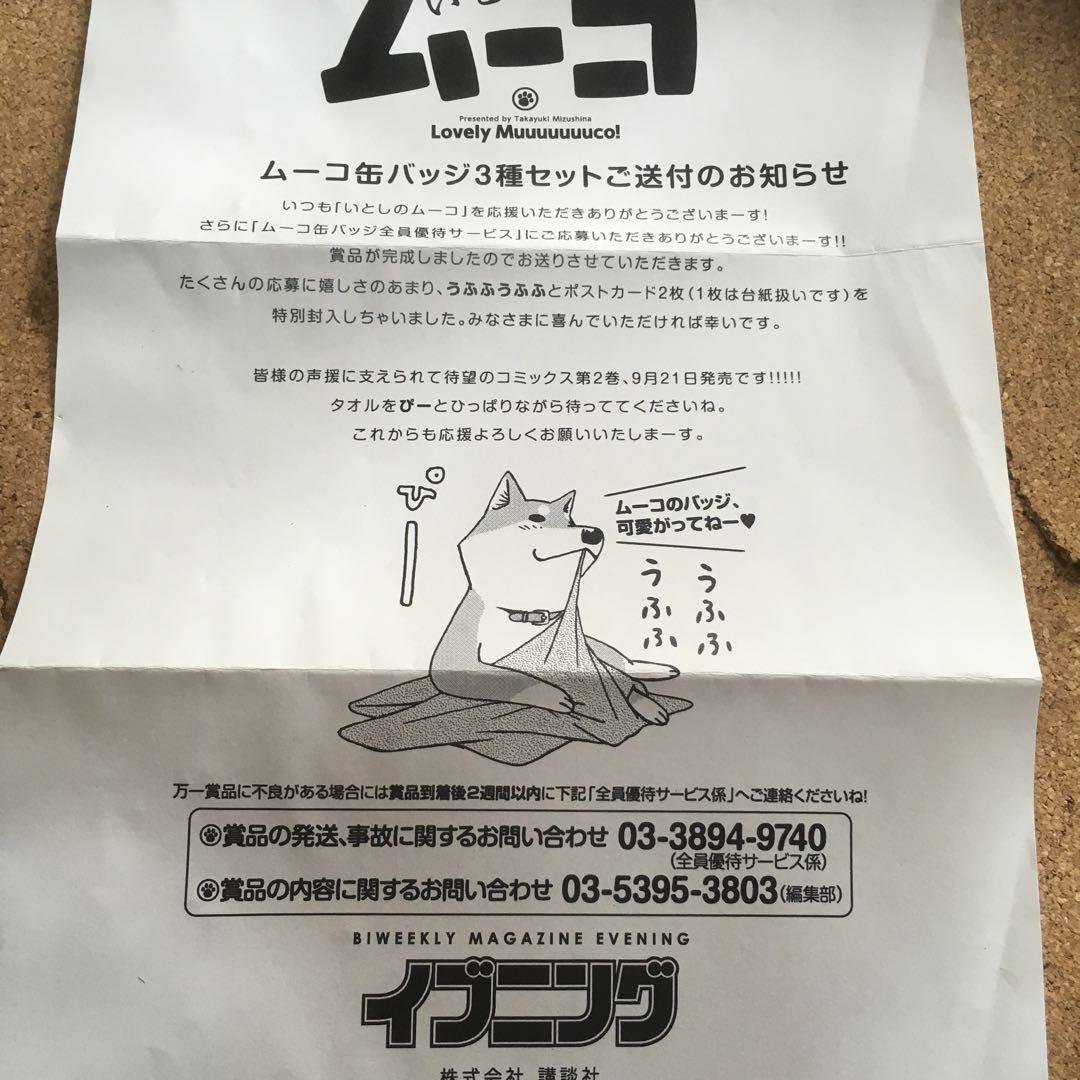 ムーコ
Presented by Takayuki Mizushina
Lovely Muuuuuuuco!
ムーコ缶バッジ3種セットご送付のお知らせ
いつも「いとしのムーコ」を応援いただきありがとうございまーす!
さらに「ムーコ缶バッジ全員優待サービス」にご応募いただきありがとうございまーす!!
賞品が完成しましたのでお送りさせていただきます。
たくさんの応募に嬉しさのあまり、うふふうふふとポストカード2枚(1枚は台紙扱いです)を
特別封入しちゃいました。みなさまに喜んでいただければ幸いです。
皆様の声援に支えられて待望のコミックス第2巻、9月21日発売です!!!!!
タオルをぴーとひっぱりながら待っててくださいね。
これからも応援よろしくお願いいたしまーす。
ぴー
ムーコのバッジ、
可愛がってねー♥
うふふ
うふふ
万一賞品に不良がある場合には賞品到着後2週間以内に下記「全員優待サービス係」へご連絡くださいね!
賞品の発送、事故に関するお問い合わせ 03-3894-9740
(全員優待サービス係)
賞品の内容に関するお問い合わせ 03-5395-3803(編集部)
BIWEEKLY MAGAZINE EVENING
イブニング
株式会社 講談社